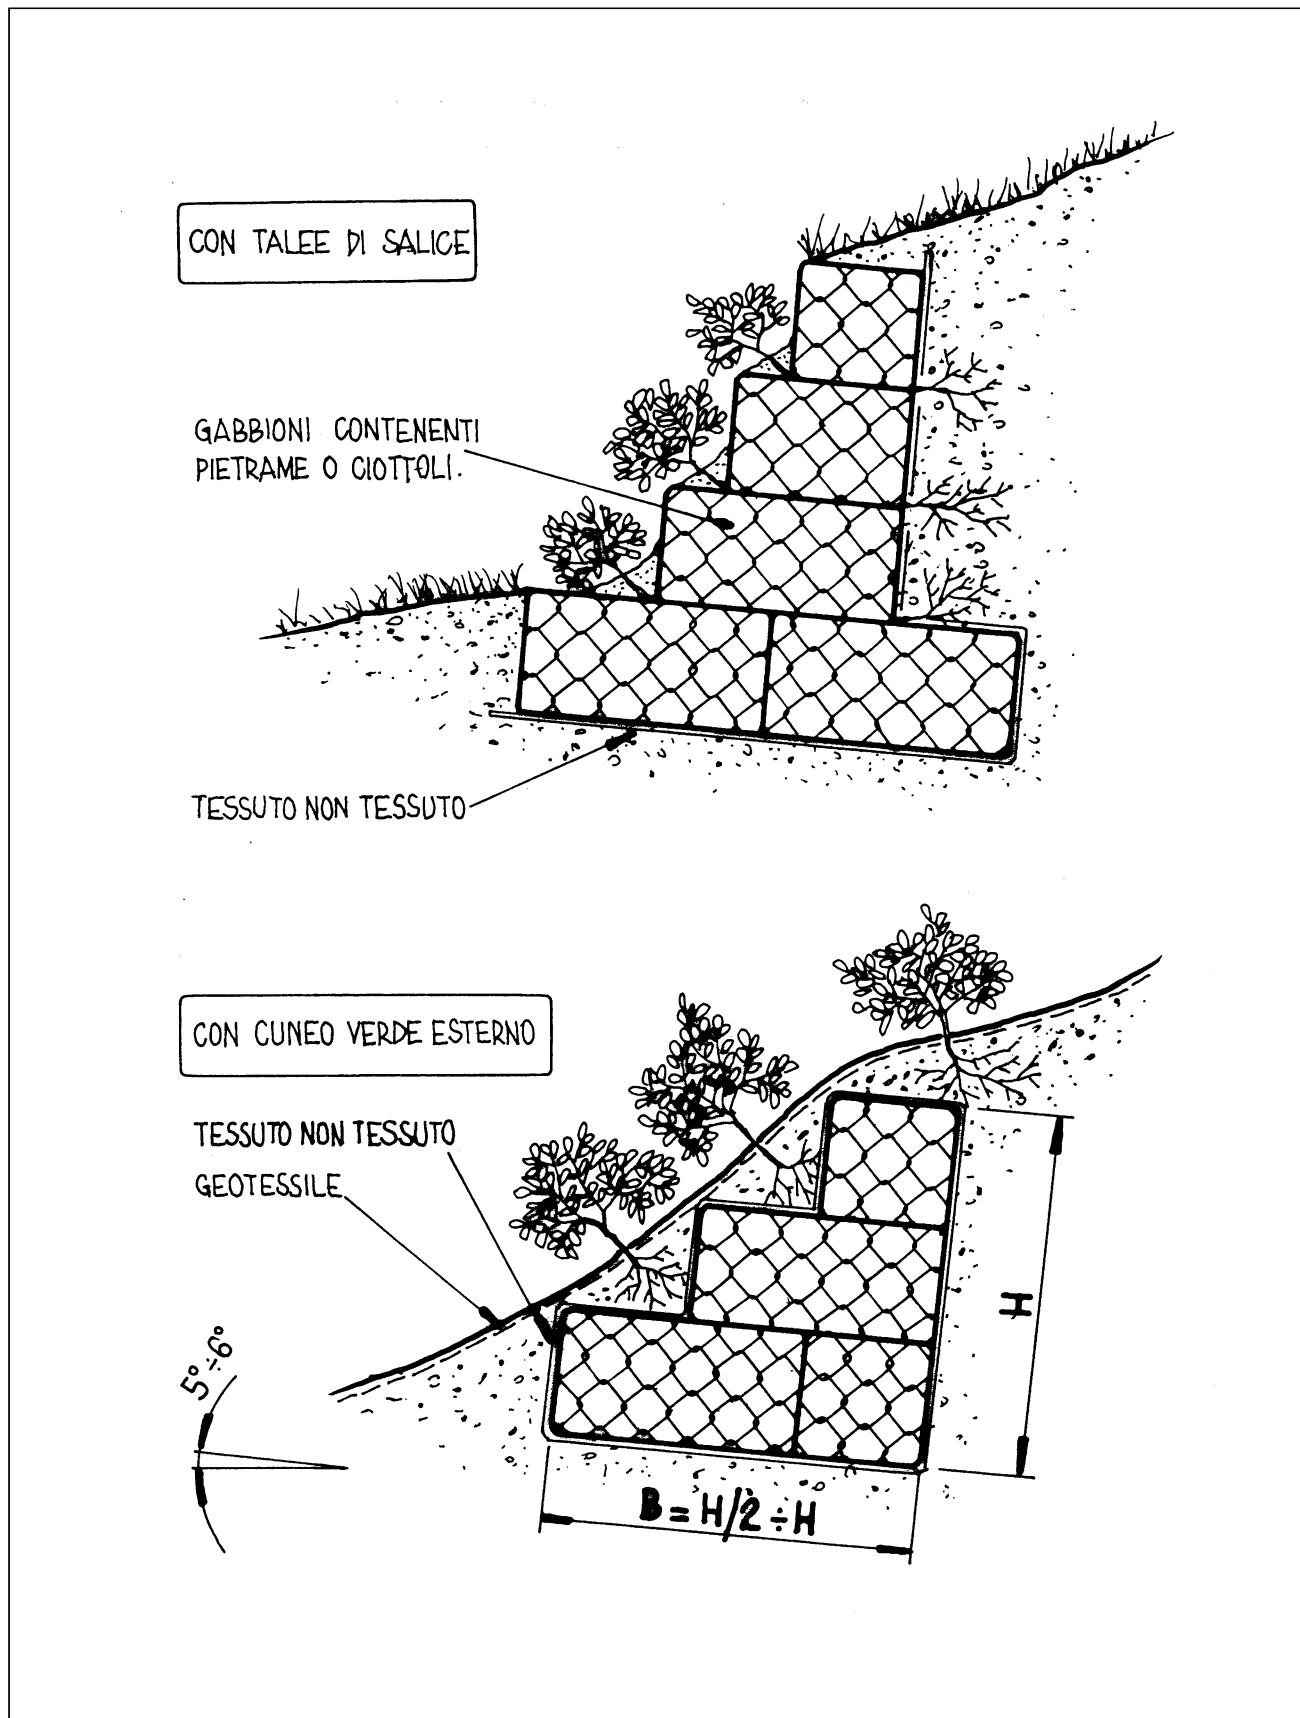 CON TALEE DI SALICE
GABBIONI CONTENENTI
PIETRAME O CIOTTOLI.
TESSUTO NON TESSUTO
CON CUNEO VERDE ESTERNO
TESSUTO NON TESSUTO
GEOTESSILE
5°÷6°
H
B = H/2 ÷ H